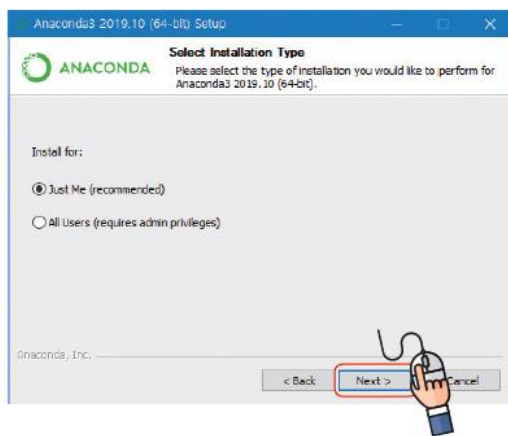 Anaconda3 2019.10 (64-bit) Setup
ANACONDA
Select Installation Type
Please select the type of installation you would like to perform for
Anaconda3 2019.10 (64-bit).
Install for:
Just Me (recommended)
All Users (requires admin privileges)
Anaconda, Inc.
< Back
Next >
Cancel